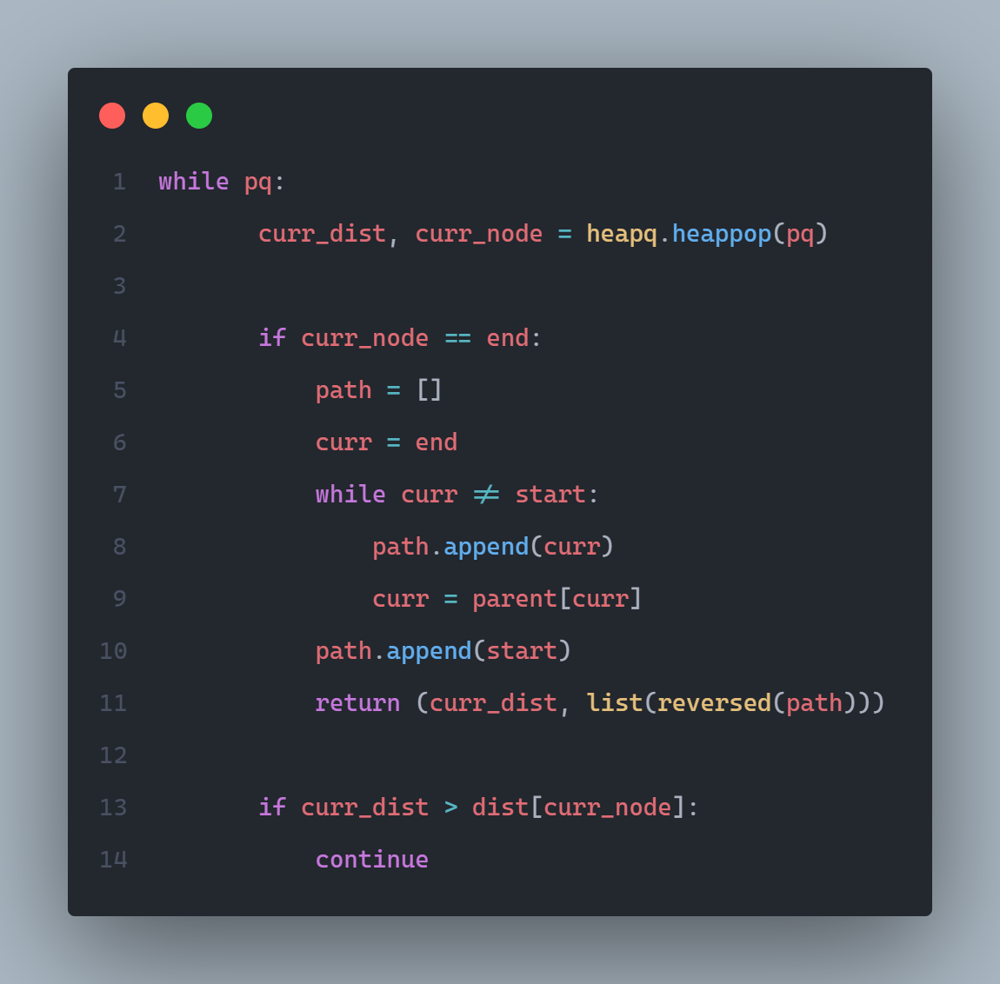 1 while pq:
2         curr_dist, curr_node = heapq.heappop(pq)
3
4         if curr_node == end:
5             path = []
6             curr = end
7             while curr != start:
8                 path.append(curr)
9                 curr = parent[curr]
10             path.append(start)
11             return (curr_dist, list(reversed(path)))
12
13         if curr_dist > dist[curr_node]:
14             continue